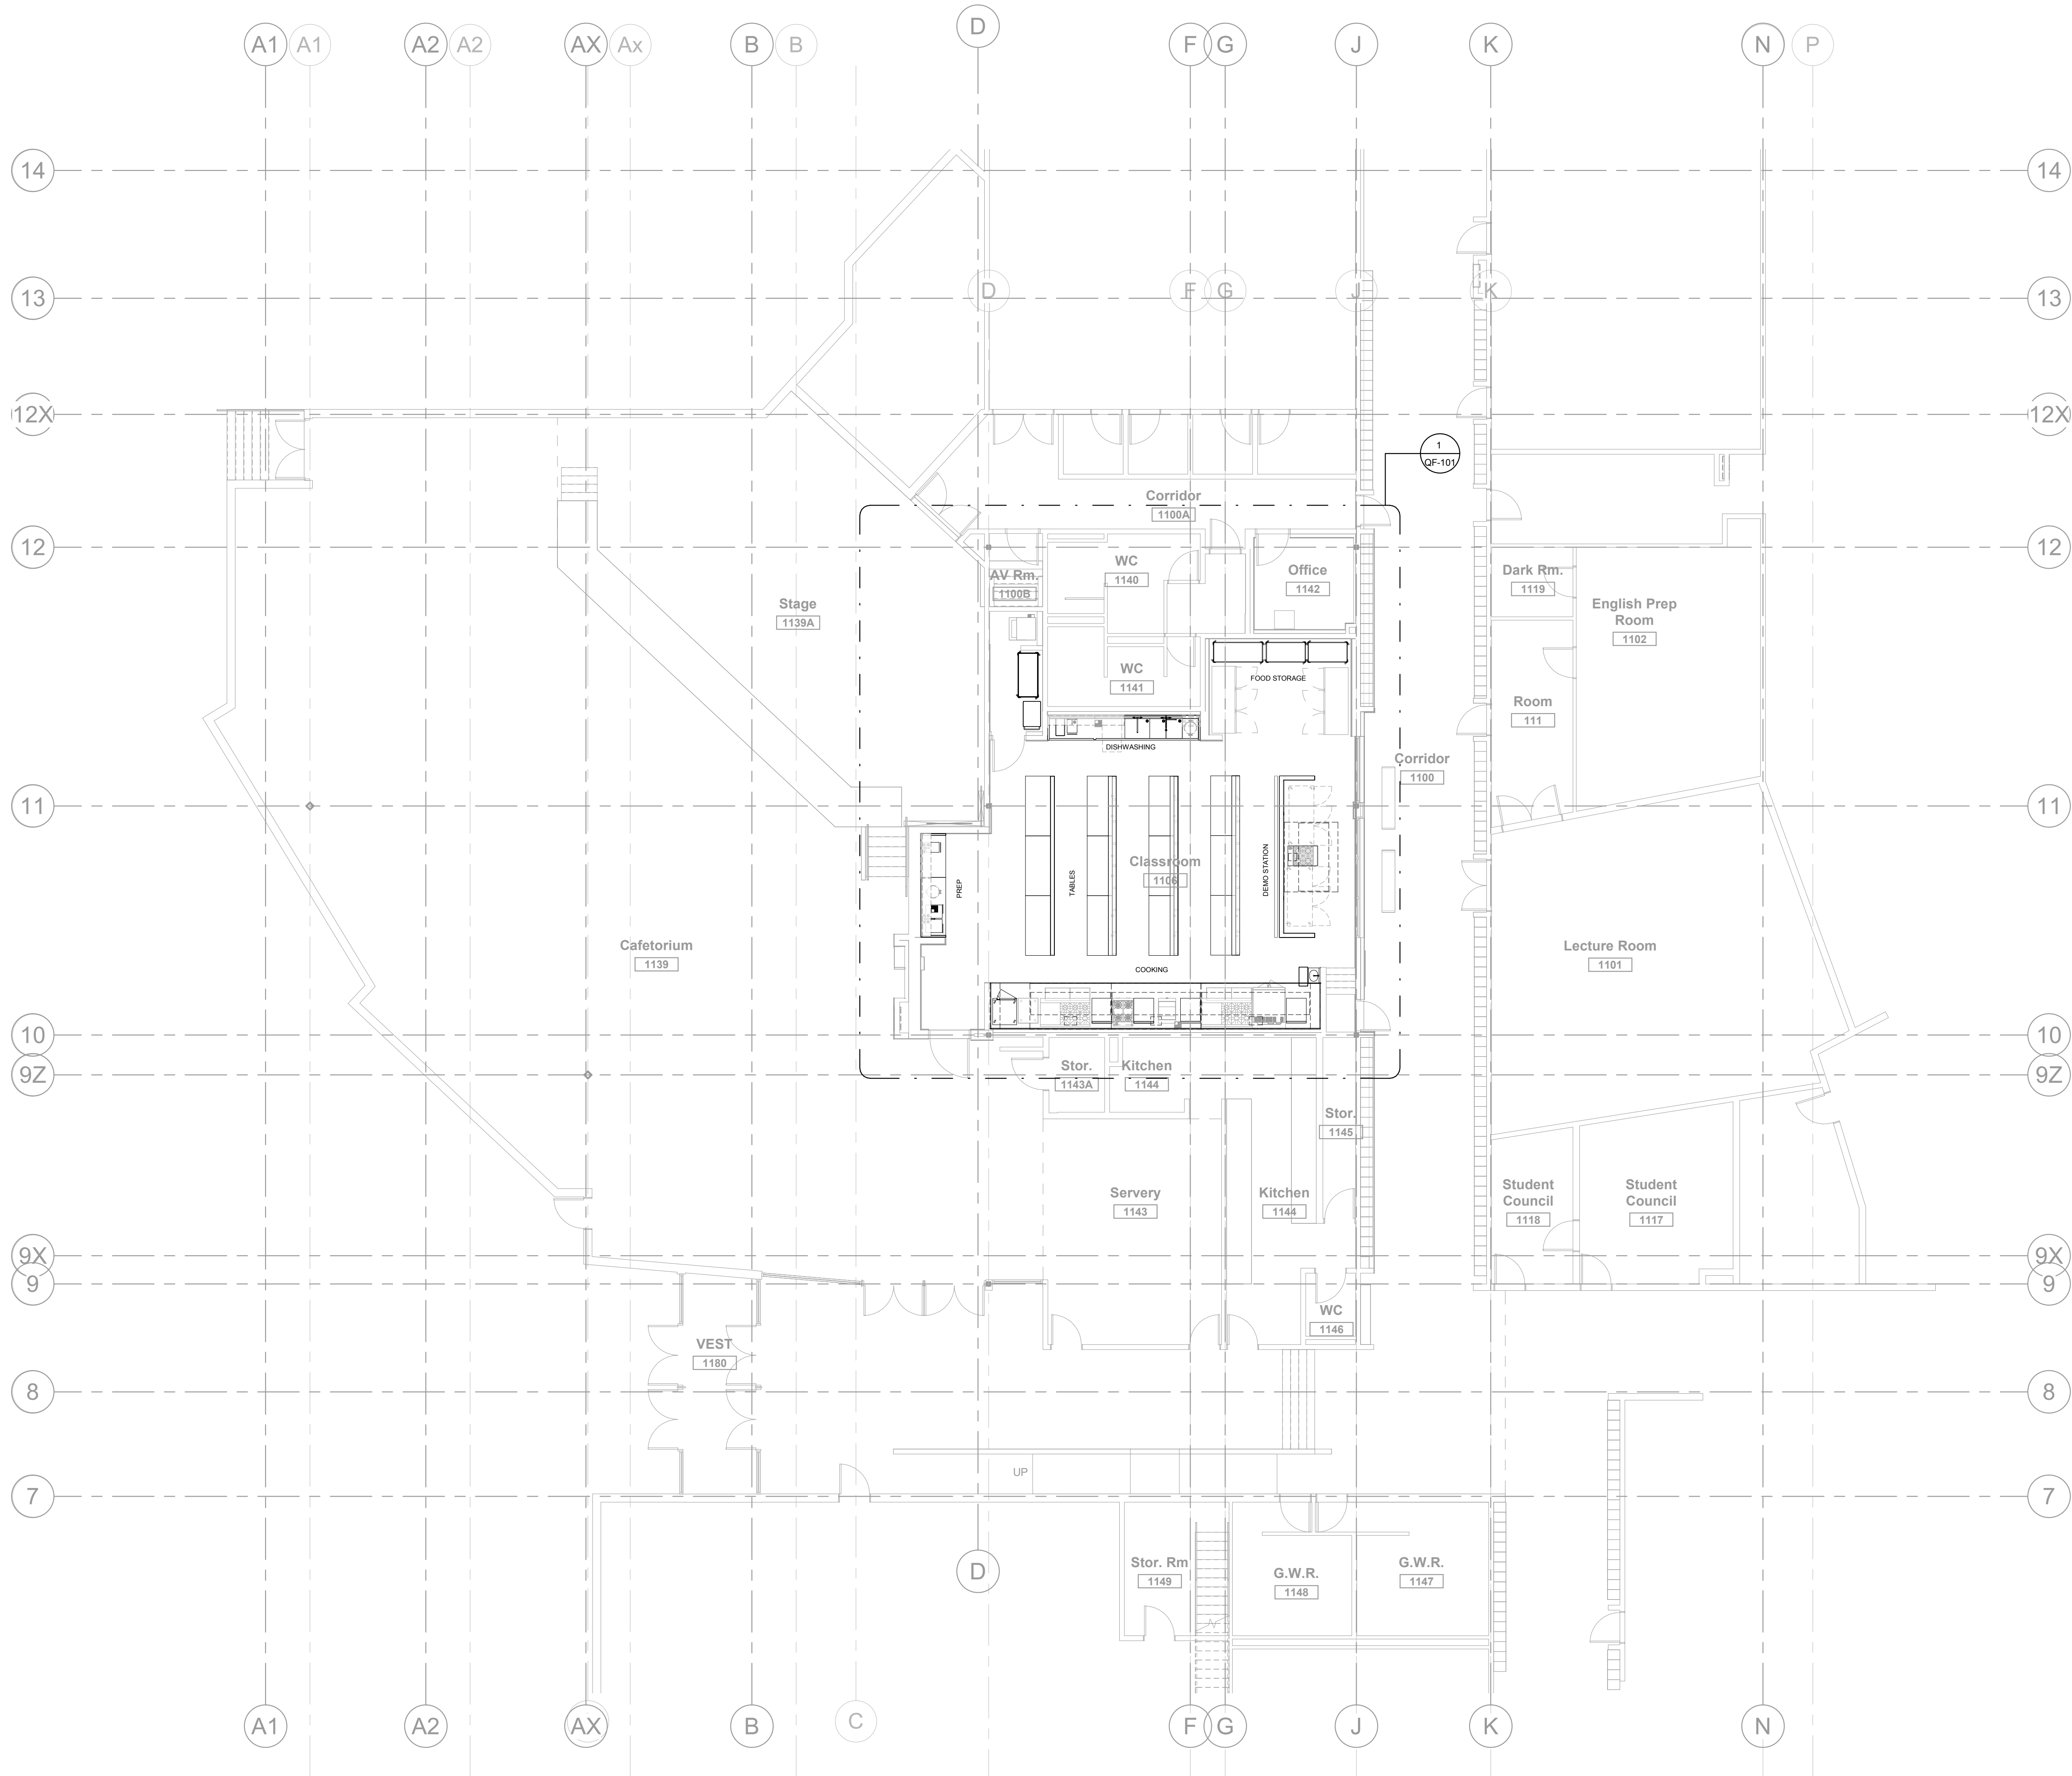 D
A1
A1
A2
A2
AX
Ax
B
B
F
G
J
K
N
P
14
14
13
D
F
G
J
K
13
12X
12X
1
QF-101
Corridor
1100A
12
12
AV Rm.
1100B
WC
1140
Office
1142
Dark Rm.
1119
Stage
1139A
English Prep
Room
1102
WC
1141
FOOD STORAGE
Room
111
DISHWASHING
Corridor
1100
11
11
PREP
TABLES
Classroom
1106
DEMO STATION
Cafetorium
1139
Lecture Room
1101
COOKING
10
10
9Z
Stor.
1143A
Kitchen
1144
9Z
Stor.
1145
Servery
1143
Kitchen
1144
Student
Council
1118
Student
Council
1117
9X
9X
9
9
WC
1146
VEST
1180
8
8
UP
7
7
D
Stor. Rm
1149
G.W.R.
1148
G.W.R.
1147
A1
A2
AX
B
C
F
G
J
K
N